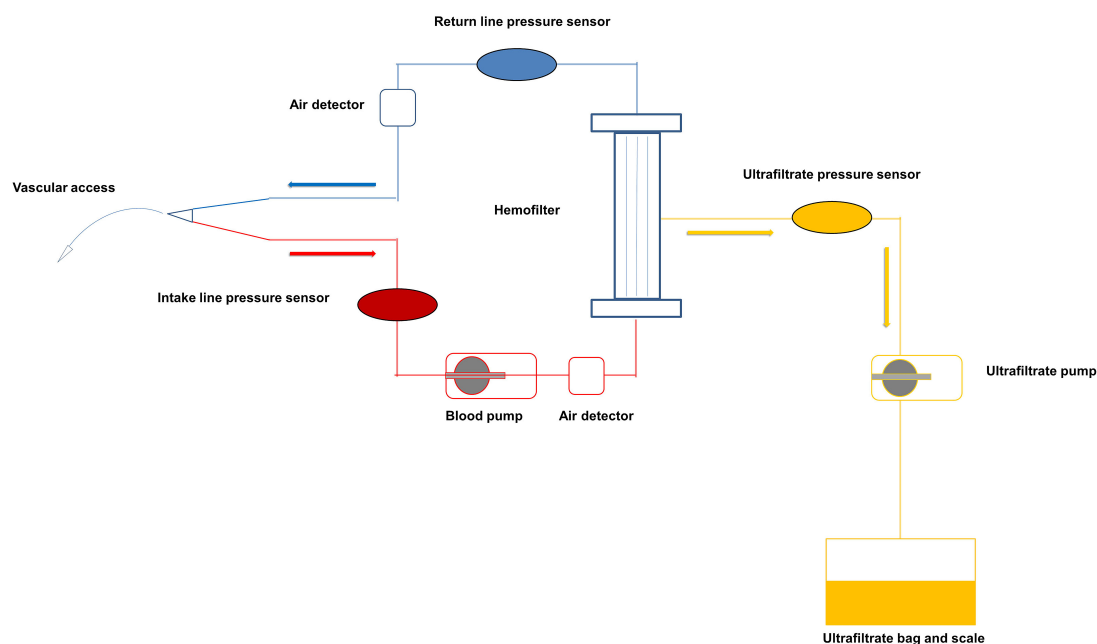 Return line pressure sensor
Air detector
Vascular access
Ultrafiltrate pressure sensor
Hemofilter
Intake line pressure sensor
Ultrafiltrate pump
Blood pump
Air detector
Ultrafiltrate bag and scale